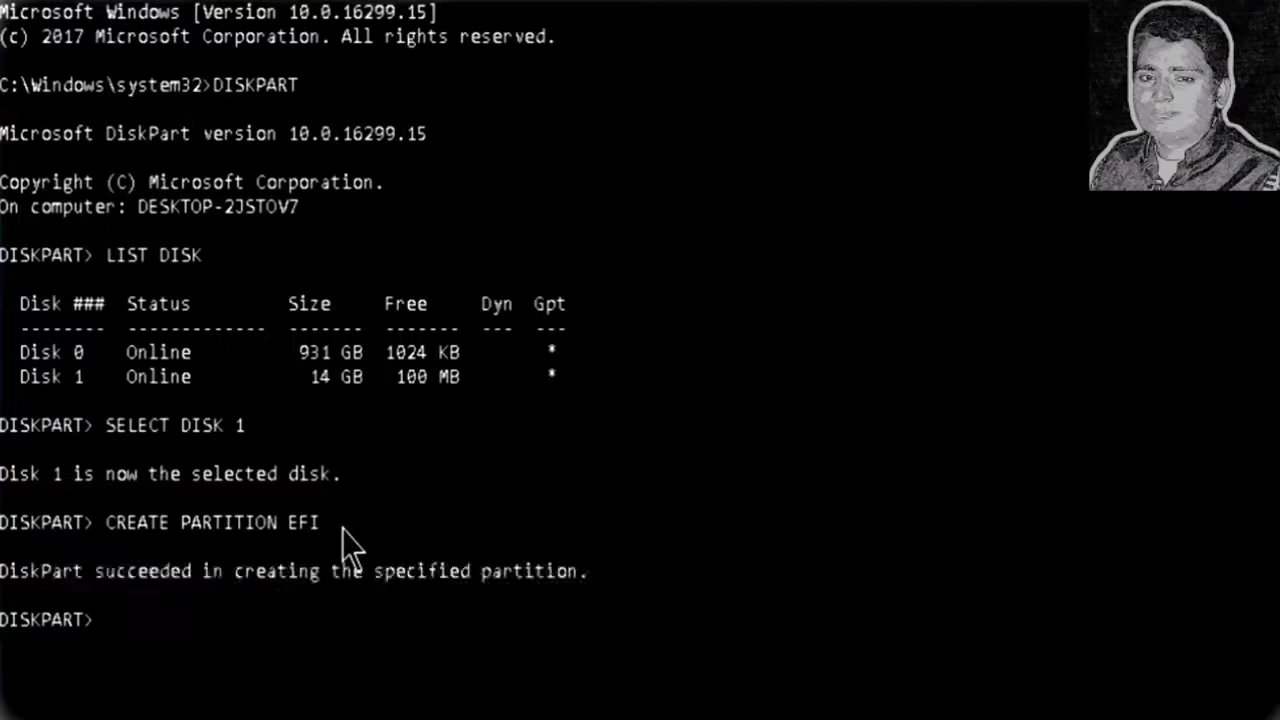 Microsoft Windows [Version 10.0.16299.15]
(c) 2017 Microsoft Corporation. All rights reserved.
C:\Windows\system32>DISKPART
Microsoft DiskPart version 10.0.16299.15
Copyright (C) Microsoft Corporation.
On computer: DESKTOP-2JSTOV7
DISKPART> LIST DISK
Disk ### Status Size Free Dyn Gpt
-------- ------------- ------- ------- --- ---
Disk 0 Online 931 GB 1024 KB *
Disk 1 Online 14 GB 100 MB *
DISKPART> SELECT DISK 1
Disk 1 is now the selected disk.
DISKPART> CREATE PARTITION EFI
DiskPart succeeded in creating the specified partition.
DISKPART>